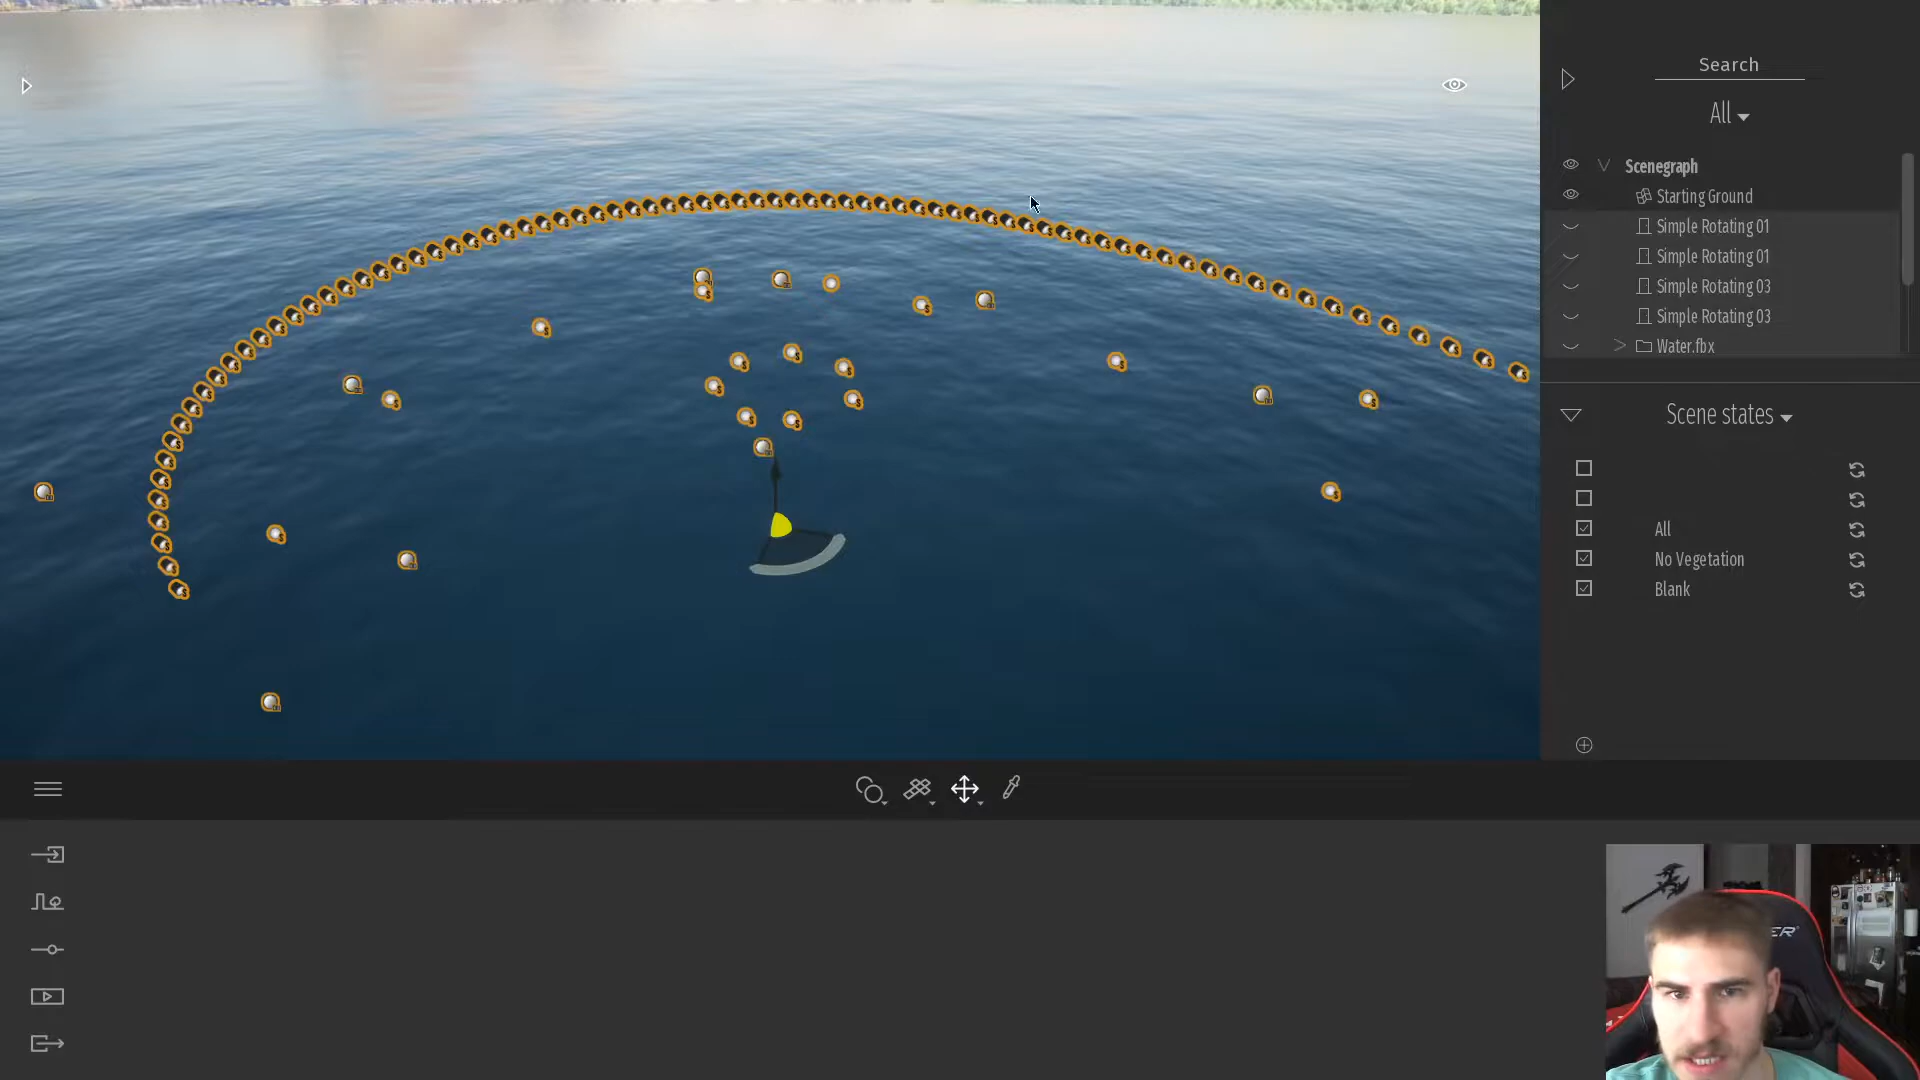 Search
All
Scenegraph
Starting Ground
Simple Rotating 01
Simple Rotating 01
Simple Rotating 03
Simple Rotating 03
Water.fbx
Scene states
All
No Vegetation
Blank